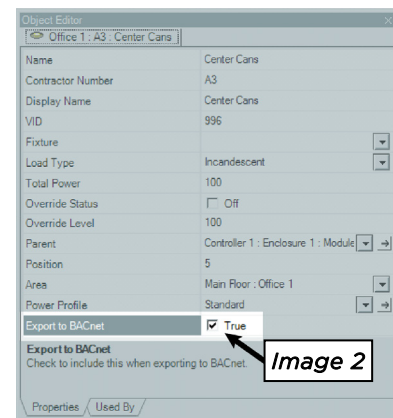 Object Editor
Office 1 : A3 : Center Cans
Name Center Cans
Contractor Number A3
Display Name Center Cans
VID 996
Fixture
Load Type Incandescent
Total Power 100
Override Status Off
Override Level 100
Parent Controller 1 : Enclosure 1 : Module
Position 5
Area Main Floor : Office 1
Power Profile Standard
Export to BACnet True
Export to BACnet
Check to include this when exporting to BACnet.
Image 2
Properties Used By